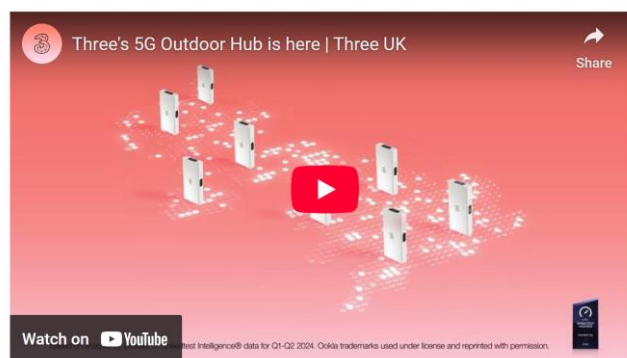 Three's 5G Outdoor Hub is here | Three UK
Share
Watch on YouTube
Intelligence® data for Q1-Q2 2024. Ookla trademarks used under license and reprinted with permission.